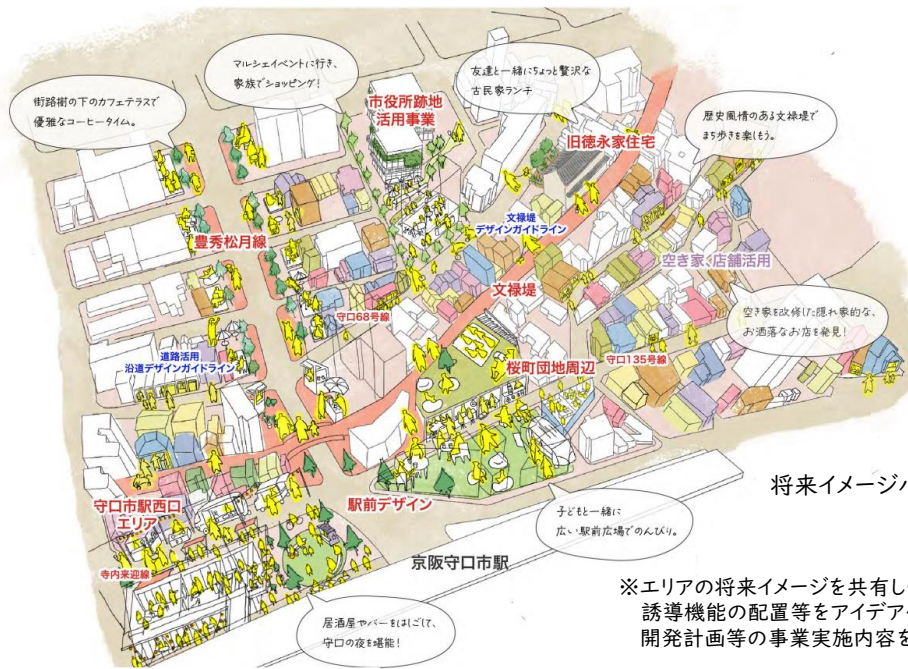 マルシェイベントに行き、
家族でショッピング！
友達と一緒にちょっと贅沢な
古民家ランチ
街路樹の下のカフェテラスで
優雅なコーヒータイム。
市役所跡地
活用事業
歴史風情のある文禄堤で
まち歩きを楽しもう。
旧徳永家住宅
文禄堤
デザインガイドライン
豊秀松月線
空き家、店舗活用
文禄堤
守口68号線
空き家を改修した隠れ家的な、
お洒落なお店を発見！
道路活用
沿道デザインガイドライン
桜町団地周辺
守口135号線
守口市駅西口
エリア
駅前デザイン
将来イメージ
子どもと一緒に
広い駅前広場でのんびり。
京阪守口市駅
寺内来迎線
※エリアの将来イメージを共有し
誘導機能の配置等をアイデア
開発計画等の事業実施内容を
居酒屋やバーをはしごして、
守口の夜を堪能！